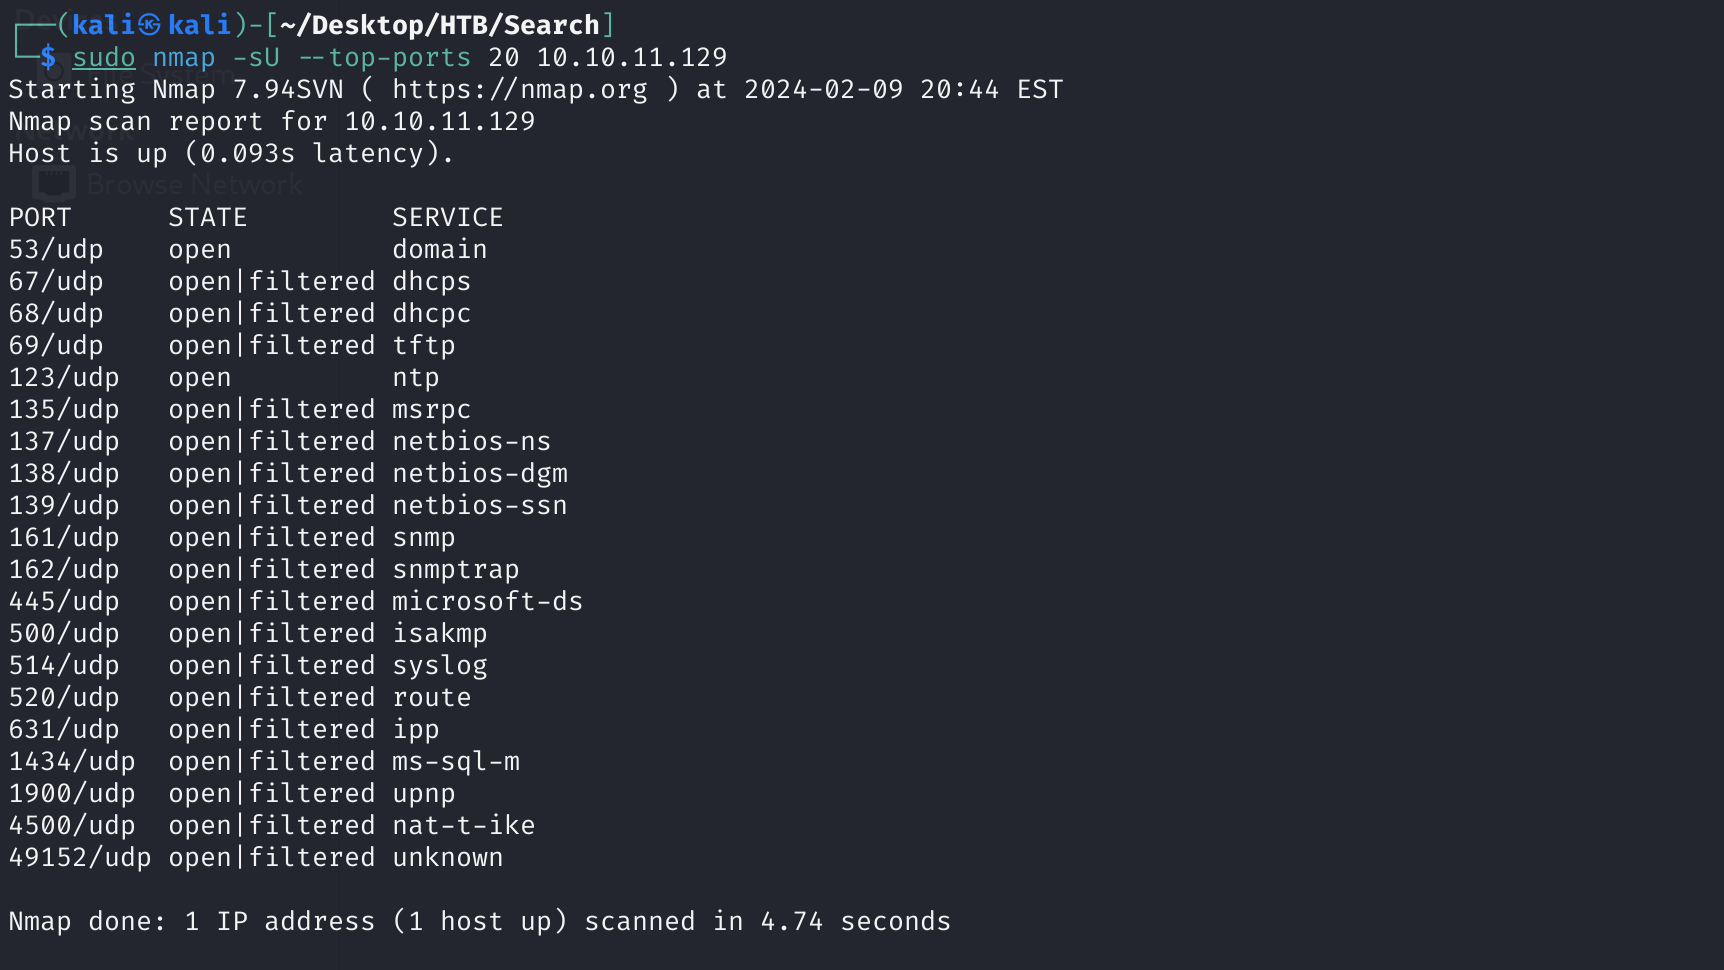 ┌──(kali㉿kali)-[~/Desktop/HTB/Search]
└─$ sudo nmap -sU --top-ports 20 10.10.11.129
Starting Nmap 7.94SVN ( https://nmap.org ) at 2024-02-09 20:44 EST
Nmap scan report for 10.10.11.129
Host is up (0.093s latency).
Browse Network
PORT      STATE         SERVICE
53/udp    open          domain
67/udp    open|filtered dhcps
68/udp    open|filtered dhcpc
69/udp    open|filtered tftp
123/udp   open          ntp
135/udp   open|filtered msrpc
137/udp   open|filtered netbios-ns
138/udp   open|filtered netbios-dgm
139/udp   open|filtered netbios-ssn
161/udp   open|filtered snmp
162/udp   open|filtered snmptrap
445/udp   open|filtered microsoft-ds
500/udp   open|filtered isakmp
514/udp   open|filtered syslog
520/udp   open|filtered route
631/udp   open|filtered ipp
1434/udp  open|filtered ms-sql-m
1900/udp  open|filtered upnp
4500/udp  open|filtered nat-t-ike
49152/udp open|filtered unknown
Nmap done: 1 IP address (1 host up) scanned in 4.74 seconds